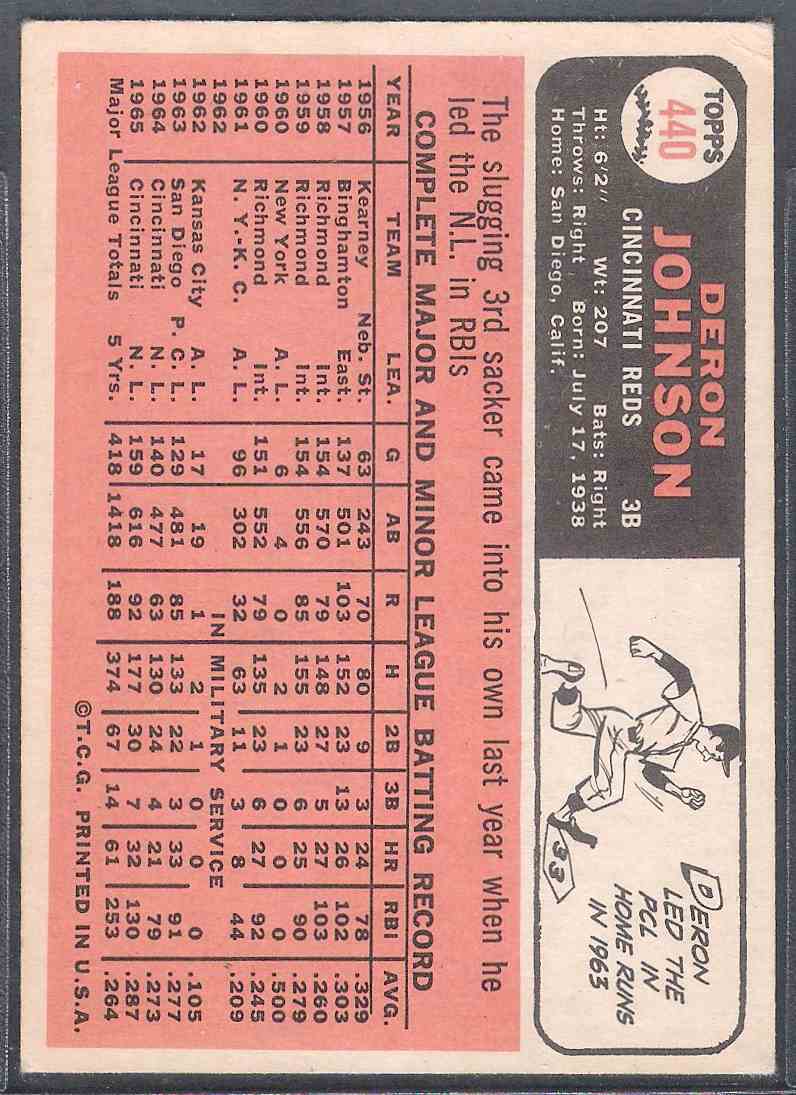 TOPPS
440
DERON
JOHNSON
CINCINNATI REDS 3B
Ht: 6'2" Wt: 207 Bats: Right
Throws: Right Born: July 17, 1938
Home: San Diego, Calif.
DERON
LED THE
PCL IN
HOME RUNS
IN 1963
33
The slugging 3rd sacker came into his own last year when he
led the N.L. in RBIs
COMPLETE MAJOR AND MINOR LEAGUE BATTING RECORD
YEAR TEAM LEA. G AB R H 2B 3B HR RBI AVG.
1956 Kearney Neb. St. 63 243 70 80 9 3 24 78 .329
1957 Binghamton East. 137 501 103 152 23 13 26 102 .303
1958 Richmond Int. 154 570 79 148 27 5 27 103 .260
1959 Richmond Int. 154 556 85 155 23 6 25 90 .279
1960 New York A. L. 6 4 0 2 1 0 0 0 .500
1960 Richmond Int. 151 552 79 135 23 6 27 92 .245
1961 N. Y.-K. C. A. L. 96 302 32 63 11 3 8 44 .209
1962 IN MILITARY SERVICE
1962 Kansas City A. L. 17 19 1 2 1 0 0 0 .105
1963 San Diego P. C. L. 129 481 85 133 22 3 33 91 .277
1964 Cincinnati N. L. 140 477 63 130 24 4 21 79 .273
1965 Cincinnati N. L. 159 616 92 177 30 7 32 130 .287
Major League Totals 5 Yrs. 418 1418 188 374 67 14 61 253 .264
©T.C.G. PRINTED IN U.S.A.